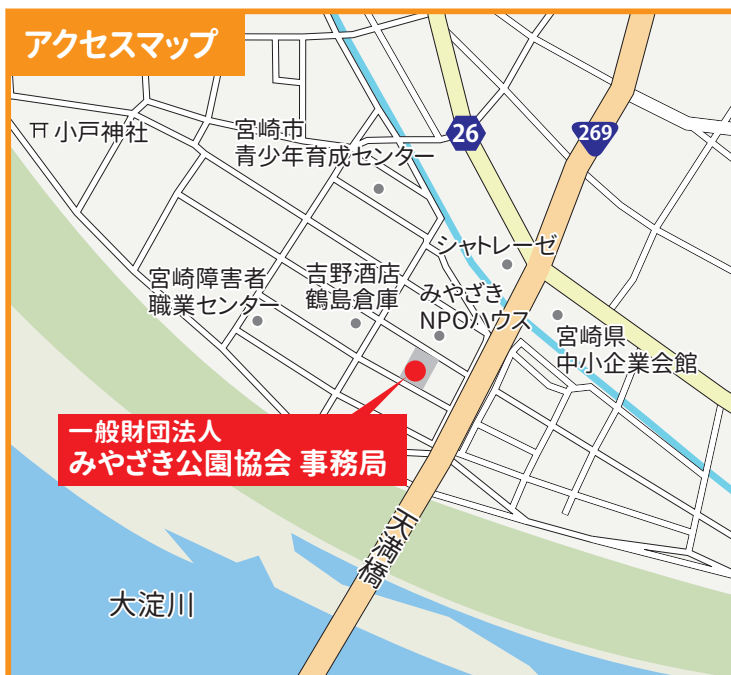 アクセスマップ
小戸神社
宮崎市
青少年育成センター
26
269
シャトレーゼ
宮崎障害者
職業センター
吉野酒店
鶴島倉庫
みやざき
NPOハウス
宮崎県
中小企業会館
一般財団法人
みやざき公園協会 事務局
天満橋
大淀川